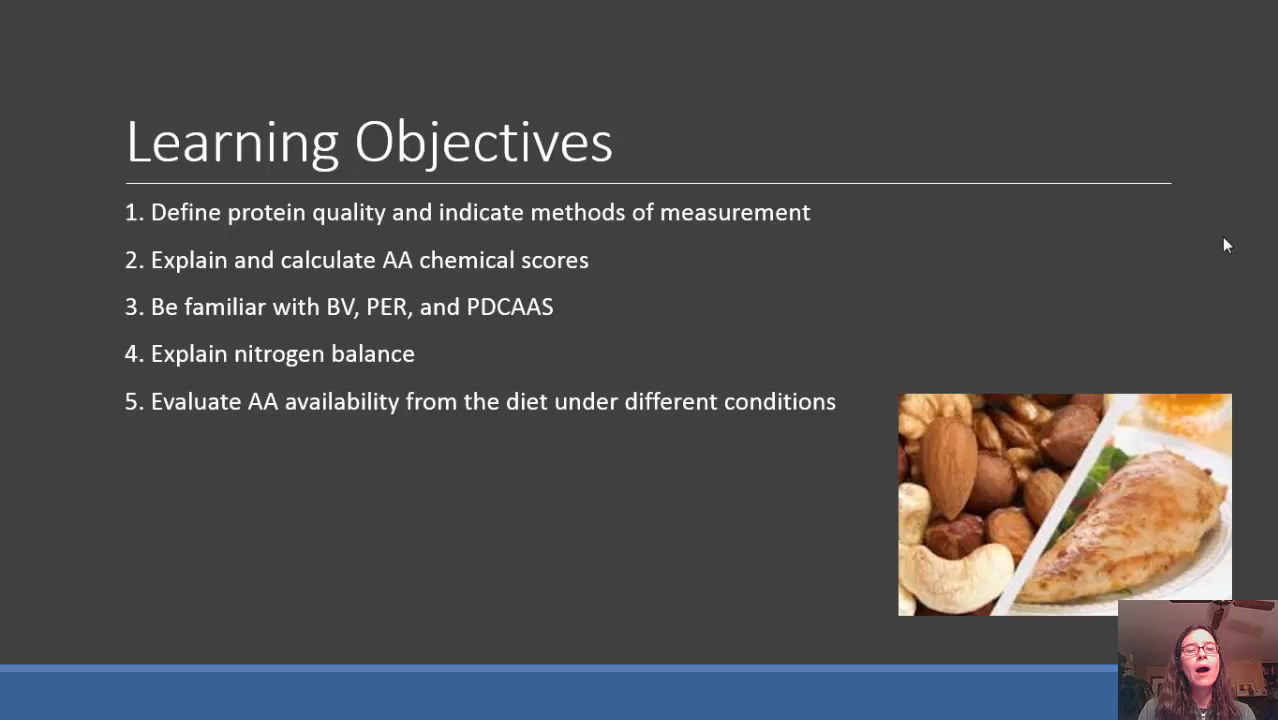 Learning Objectives
1. Define protein quality and indicate methods of measurement
2. Explain and calculate AA chemical scores
3. Be familiar with BV, PER, and PDCAAS
4. Explain nitrogen balance
5. Evaluate AA availability from the diet under different conditions